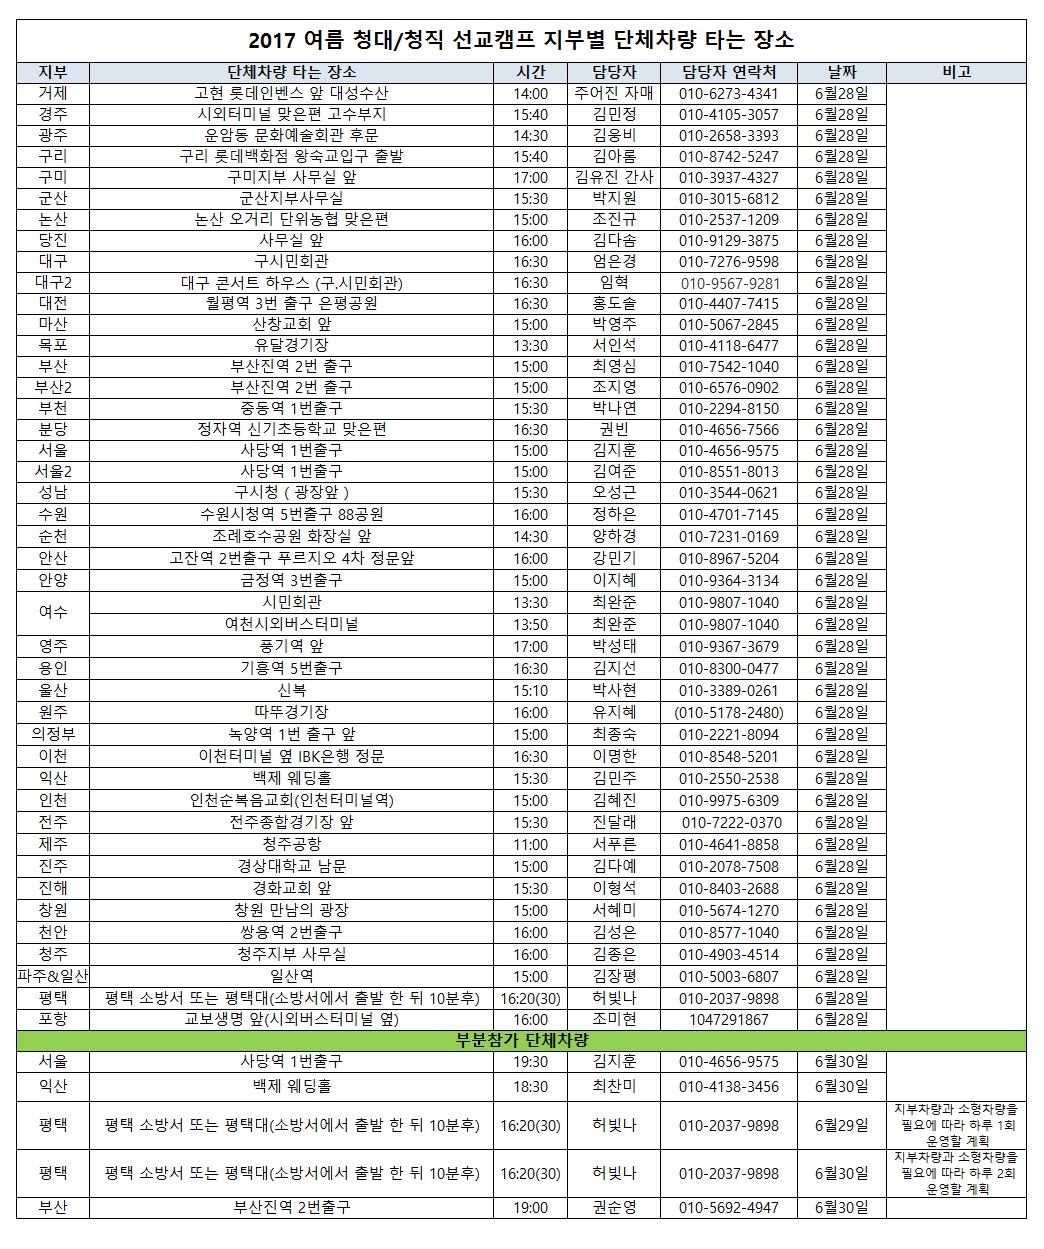 2017 여름 청대/청직 선교캠프 지부별 단체차량 타는 장소
지부 단체차량 타는 장소 시간 담당자 담당자 연락처 날짜 비고
거제 고현 롯데인벤스 앞 대성수산 14:00 주어진 자매 010-6273-4341 6월28일
경주 시외터미널 맞은편 고수부지 15:40 김민정 010-4105-3057 6월28일
광주 운암동 문화예술회관 후문 14:30 김웅비 010-2658-3393 6월28일
구리 구리 롯데백화점 왕숙교입구 출발 15:40 김아롬 010-8742-5247 6월28일
구미 구미지부 사무실 앞 17:00 김유진 간사 010-3937-4327 6월28일
군산 군산지부사무실 15:30 박지원 010-3015-6812 6월28일
논산 논산 오거리 단위농협 맞은편 15:00 조진규 010-2537-1209 6월28일
당진 사무실 앞 16:00 김다솜 010-9129-3875 6월28일
대구 구시민회관 16:30 엄은경 010-7276-9598 6월28일
대구2 대구 콘서트 하우스 (구.시민회관) 16:30 임혁 010-9567-9281 6월28일
대전 월평역 3번 출구 은평공원 16:30 홍도솔 010-4407-7415 6월28일
마산 산창교회 앞 15:00 박영주 010-5067-2845 6월28일
목포 유달경기장 13:30 서인석 010-4118-6477 6월28일
부산 부산진역 2번 출구 15:00 최영심 010-7542-1040 6월28일
부산2 부산진역 2번 출구 15:00 조지영 010-6576-0902 6월28일
부천 중동역 1번출구 15:30 박나연 010-2294-8150 6월28일
분당 정자역 신기초등학교 맞은편 16:30 권빈 010-4656-7566 6월28일
서울 사당역 1번출구 15:00 김지훈 010-4656-9575 6월28일
서울2 사당역 1번출구 15:00 김여준 010-8551-8013 6월28일
성남 구시청 ( 광장앞 ) 15:30 오성근 010-3544-0621 6월28일
수원 수원시청역 5번출구 88공원 16:00 정하은 010-4701-7145 6월28일
순천 조례호수공원 화장실 앞 14:30 양하경 010-7231-0169 6월28일
안산 고잔역 2번출구 푸르지오 4차 정문앞 16:00 강민기 010-8967-5204 6월28일
안양 금정역 3번출구 15:00 이지혜 010-9364-3134 6월28일
여수 시민회관 13:30 최완준 010-9807-1040 6월28일
여천시외버스터미널 13:50 최완준 010-9807-1040 6월28일
영주 풍기역 앞 17:00 박성태 010-9367-3679 6월28일
용인 기흥역 5번출구 16:30 김지선 010-8300-0477 6월28일
울산 신복 15:10 박사현 010-3389-0261 6월28일
원주 따뚜경기장 16:00 유지혜 (010-5178-2480) 6월28일
의정부 녹양역 1번 출구 앞 15:00 최종숙 010-2221-8094 6월28일
이천 이천터미널 옆 IBK은행 정문 16:30 이명한 010-8548-5201 6월28일
익산 백제 웨딩홀 15:30 김민주 010-2550-2538 6월28일
인천 인천순복음교회(인천터미널역) 15:00 김혜진 010-9975-6309 6월28일
전주 전주종합경기장 앞 15:30 진달래 010-7222-0370 6월28일
제주 청주공항 11:00 서푸른 010-4641-8858 6월28일
진주 경상대학교 남문 15:00 김다예 010-2078-7508 6월28일
진해 경화교회 앞 15:30 이형석 010-8403-2688 6월28일
창원 창원 만남의 광장 15:00 서혜미 010-5674-1270 6월28일
천안 쌍용역 2번출구 16:00 김성은 010-8577-1040 6월28일
청주 청주지부 사무실 16:00 김종은 010-4903-4514 6월28일
파주&일산 일산역 15:00 김장평 010-5003-6807 6월28일
평택 평택 소방서 또는 평택대(소방서에서 출발 한 뒤 10분후) 16:20(30) 허빛나 010-2037-9898 6월28일
포항 교보생명 앞(시외버스터미널 옆) 16:00 조미현 1047291867 6월28일
부분참가 단체차량
서울 사당역 1번출구 19:30 김지훈 010-4656-9575 6월30일
익산 백제 웨딩홀 18:30 최찬미 010-4138-3456 6월30일
평택 평택 소방서 또는 평택대(소방서에서 출발 한 뒤 10분후) 16:20(30) 허빛나 010-2037-9898 6월29일 지부차량과 소형차량을
필요에 따라 하루 1회
운영할 계획
평택 평택 소방서 또는 평택대(소방서에서 출발 한 뒤 10분후) 16:20(30) 허빛나 010-2037-9898 6월30일 지부차량과 소형차량을
필요에 따라 하루 2회
운영할 계획
부산 부산진역 2번출구 19:00 권순영 010-5692-4947 6월30일